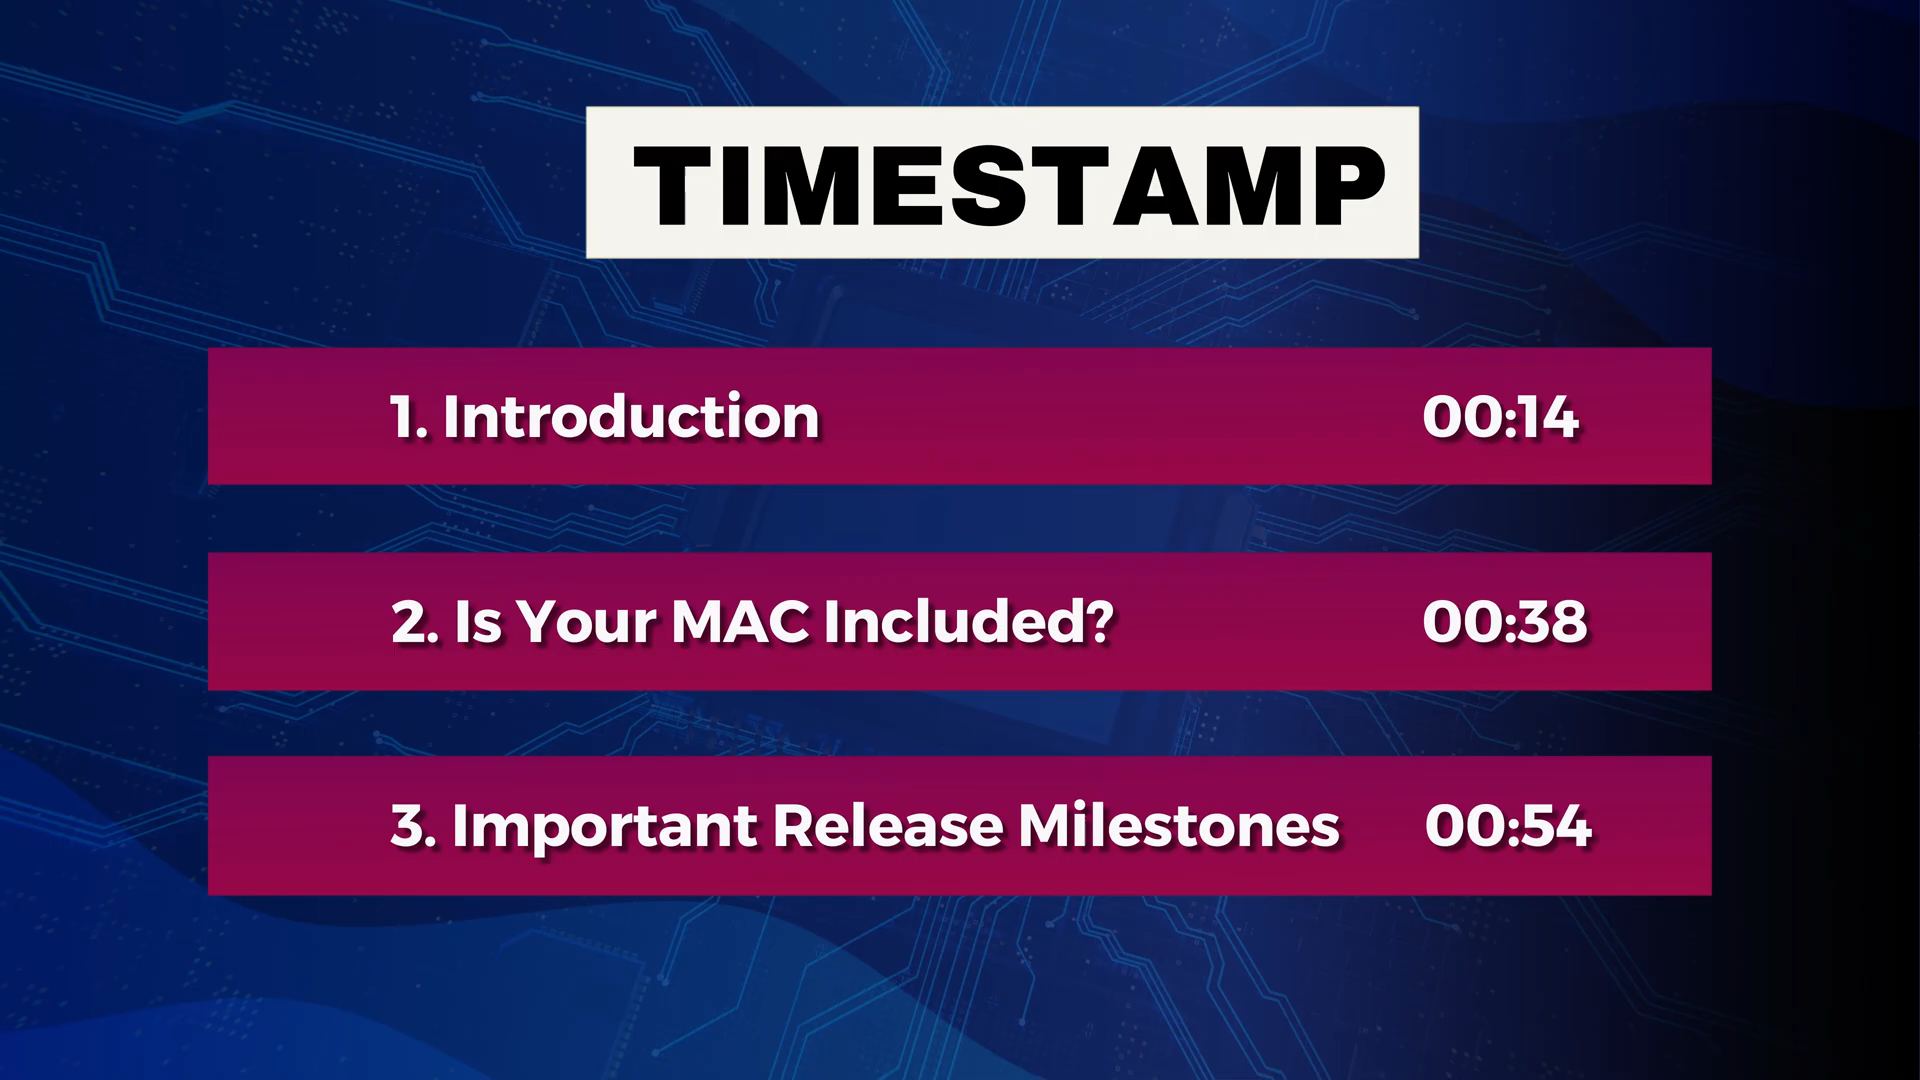 TIMESTAMP
1. Introduction 00:14
2. Is Your MAC Included? 00:38
3. Important Release Milestones 00:54